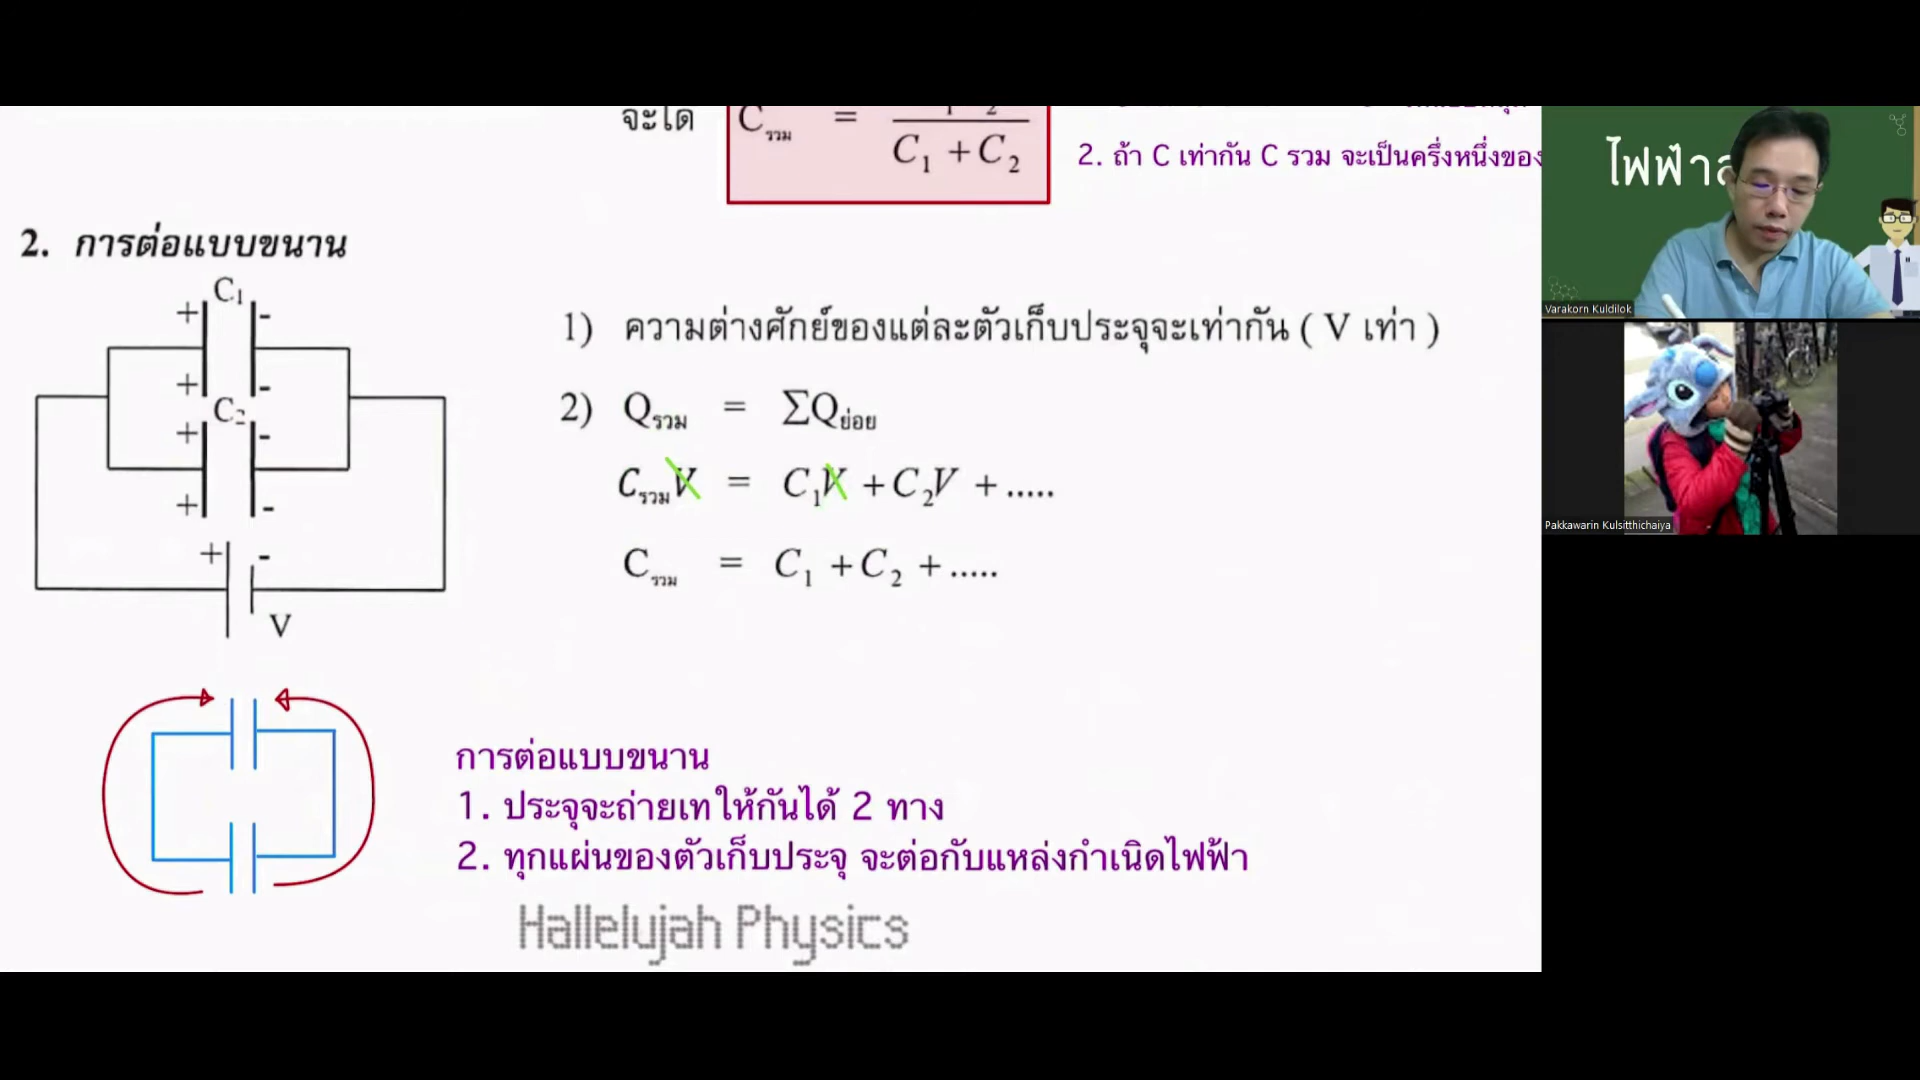 จะได้ C รวม = C1 + C2
2. ถ้า C เท่ากัน C รวม จะเป็นครึ่งหนึ่งของ
ไฟฟ้าส
2. การต่อแบบขนาน
C1
+ -
+ -
C2
+ -
+ -
+ -
V
1) ความต่างศักย์ของแต่ละตัวเก็บประจุจะเท่ากัน ( V เท่า )
2) Qรวม = ΣQย่อย
CรวมV = C1V + C2V + .....
Cรวม = C1 + C2 + .....
การต่อแบบขนาน
1. ประจุจะถ่ายเทให้กันได้ 2 ทาง
2. ทุกแผ่นของตัวเก็บประจุ จะต่อกับแหล่งกำเนิดไฟฟ้า
Hallelujah Physics
Varakorn Kuldilok
Pakkawarin Kulsitthichaiya